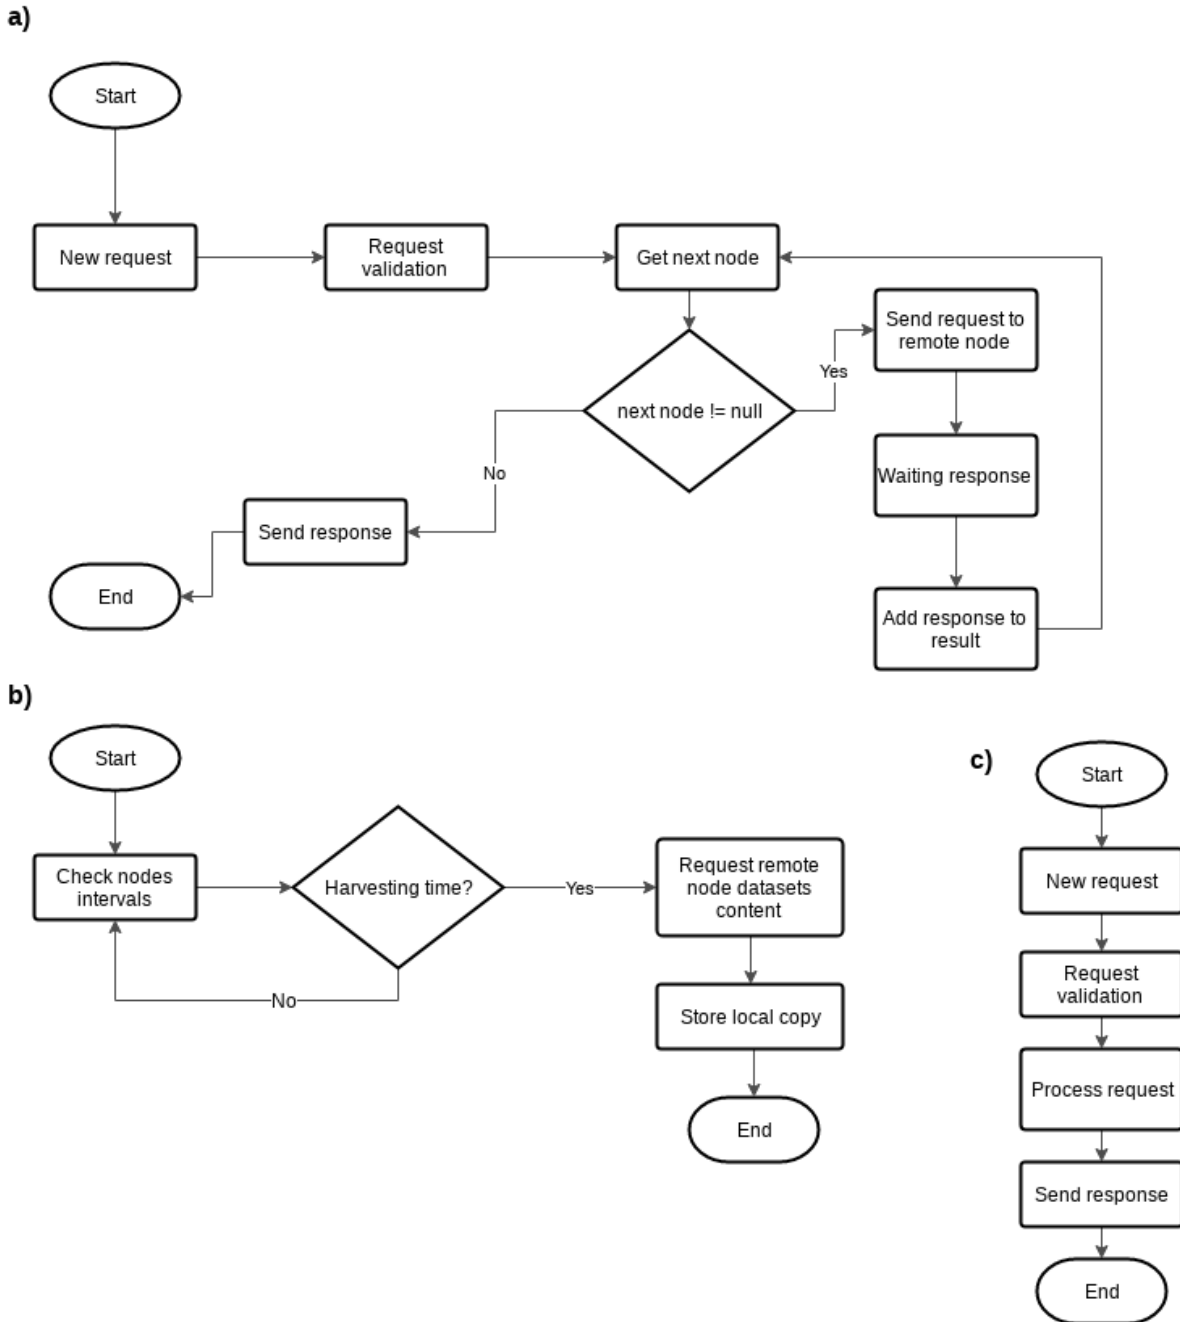 a)
Start
New request
Request
validation
Get next node
Send request to
remote node
Yes
next node != null
No
Waiting response
Send response
End
Add response to
result
b)
Start
Check nodes
intervals
Harvesting time?
Yes
Request remote
node datasets
content
No
Store local copy
End
c)
Start
New request
Request
validation
Process request
Send response
End